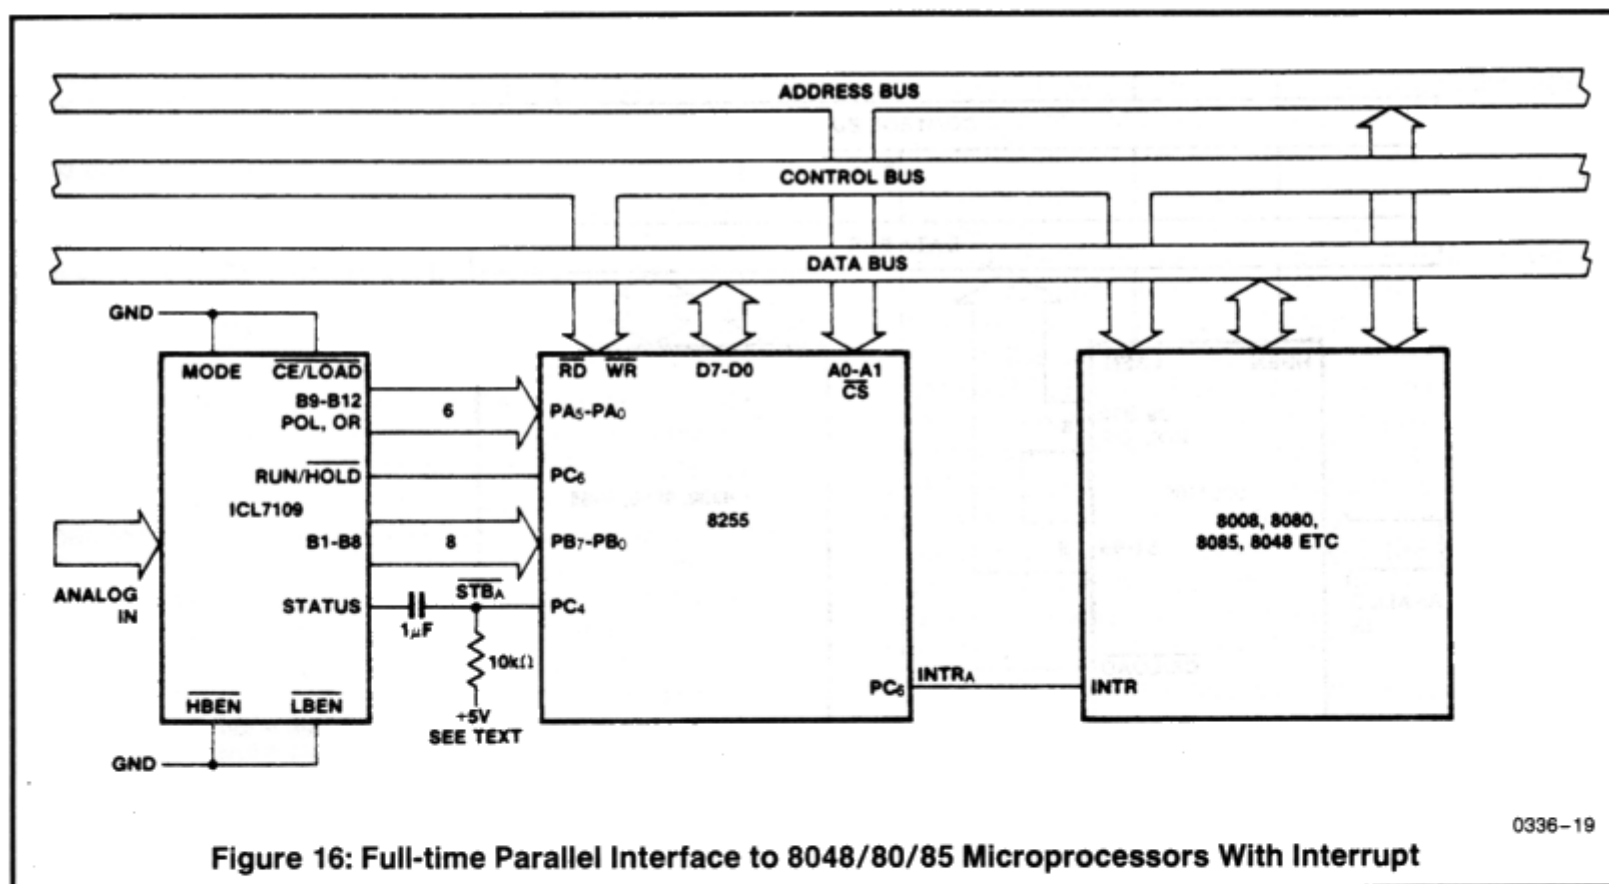 ADDRESS BUS
CONTROL BUS
DATA BUS
GND
MODE CE/LOAD
B9-B12
POL, OR
6
RUN/HOLD
ICL7109
B1-B8
8
ANALOG
IN
STATUS
1μF
STBA
10kΩ
+5V
SEE TEXT
HBEN LBEN
GND
RD WR D7-D0 A0-A1
CS
PA5-PA0
PC6
8255
PB7-PB0
PC4
PC6
INTRA
INTR
8008, 8080,
8085, 8048 ETC
0336-19
Figure 16: Full-time Parallel Interface to 8048/80/85 Microprocessors With Interrupt